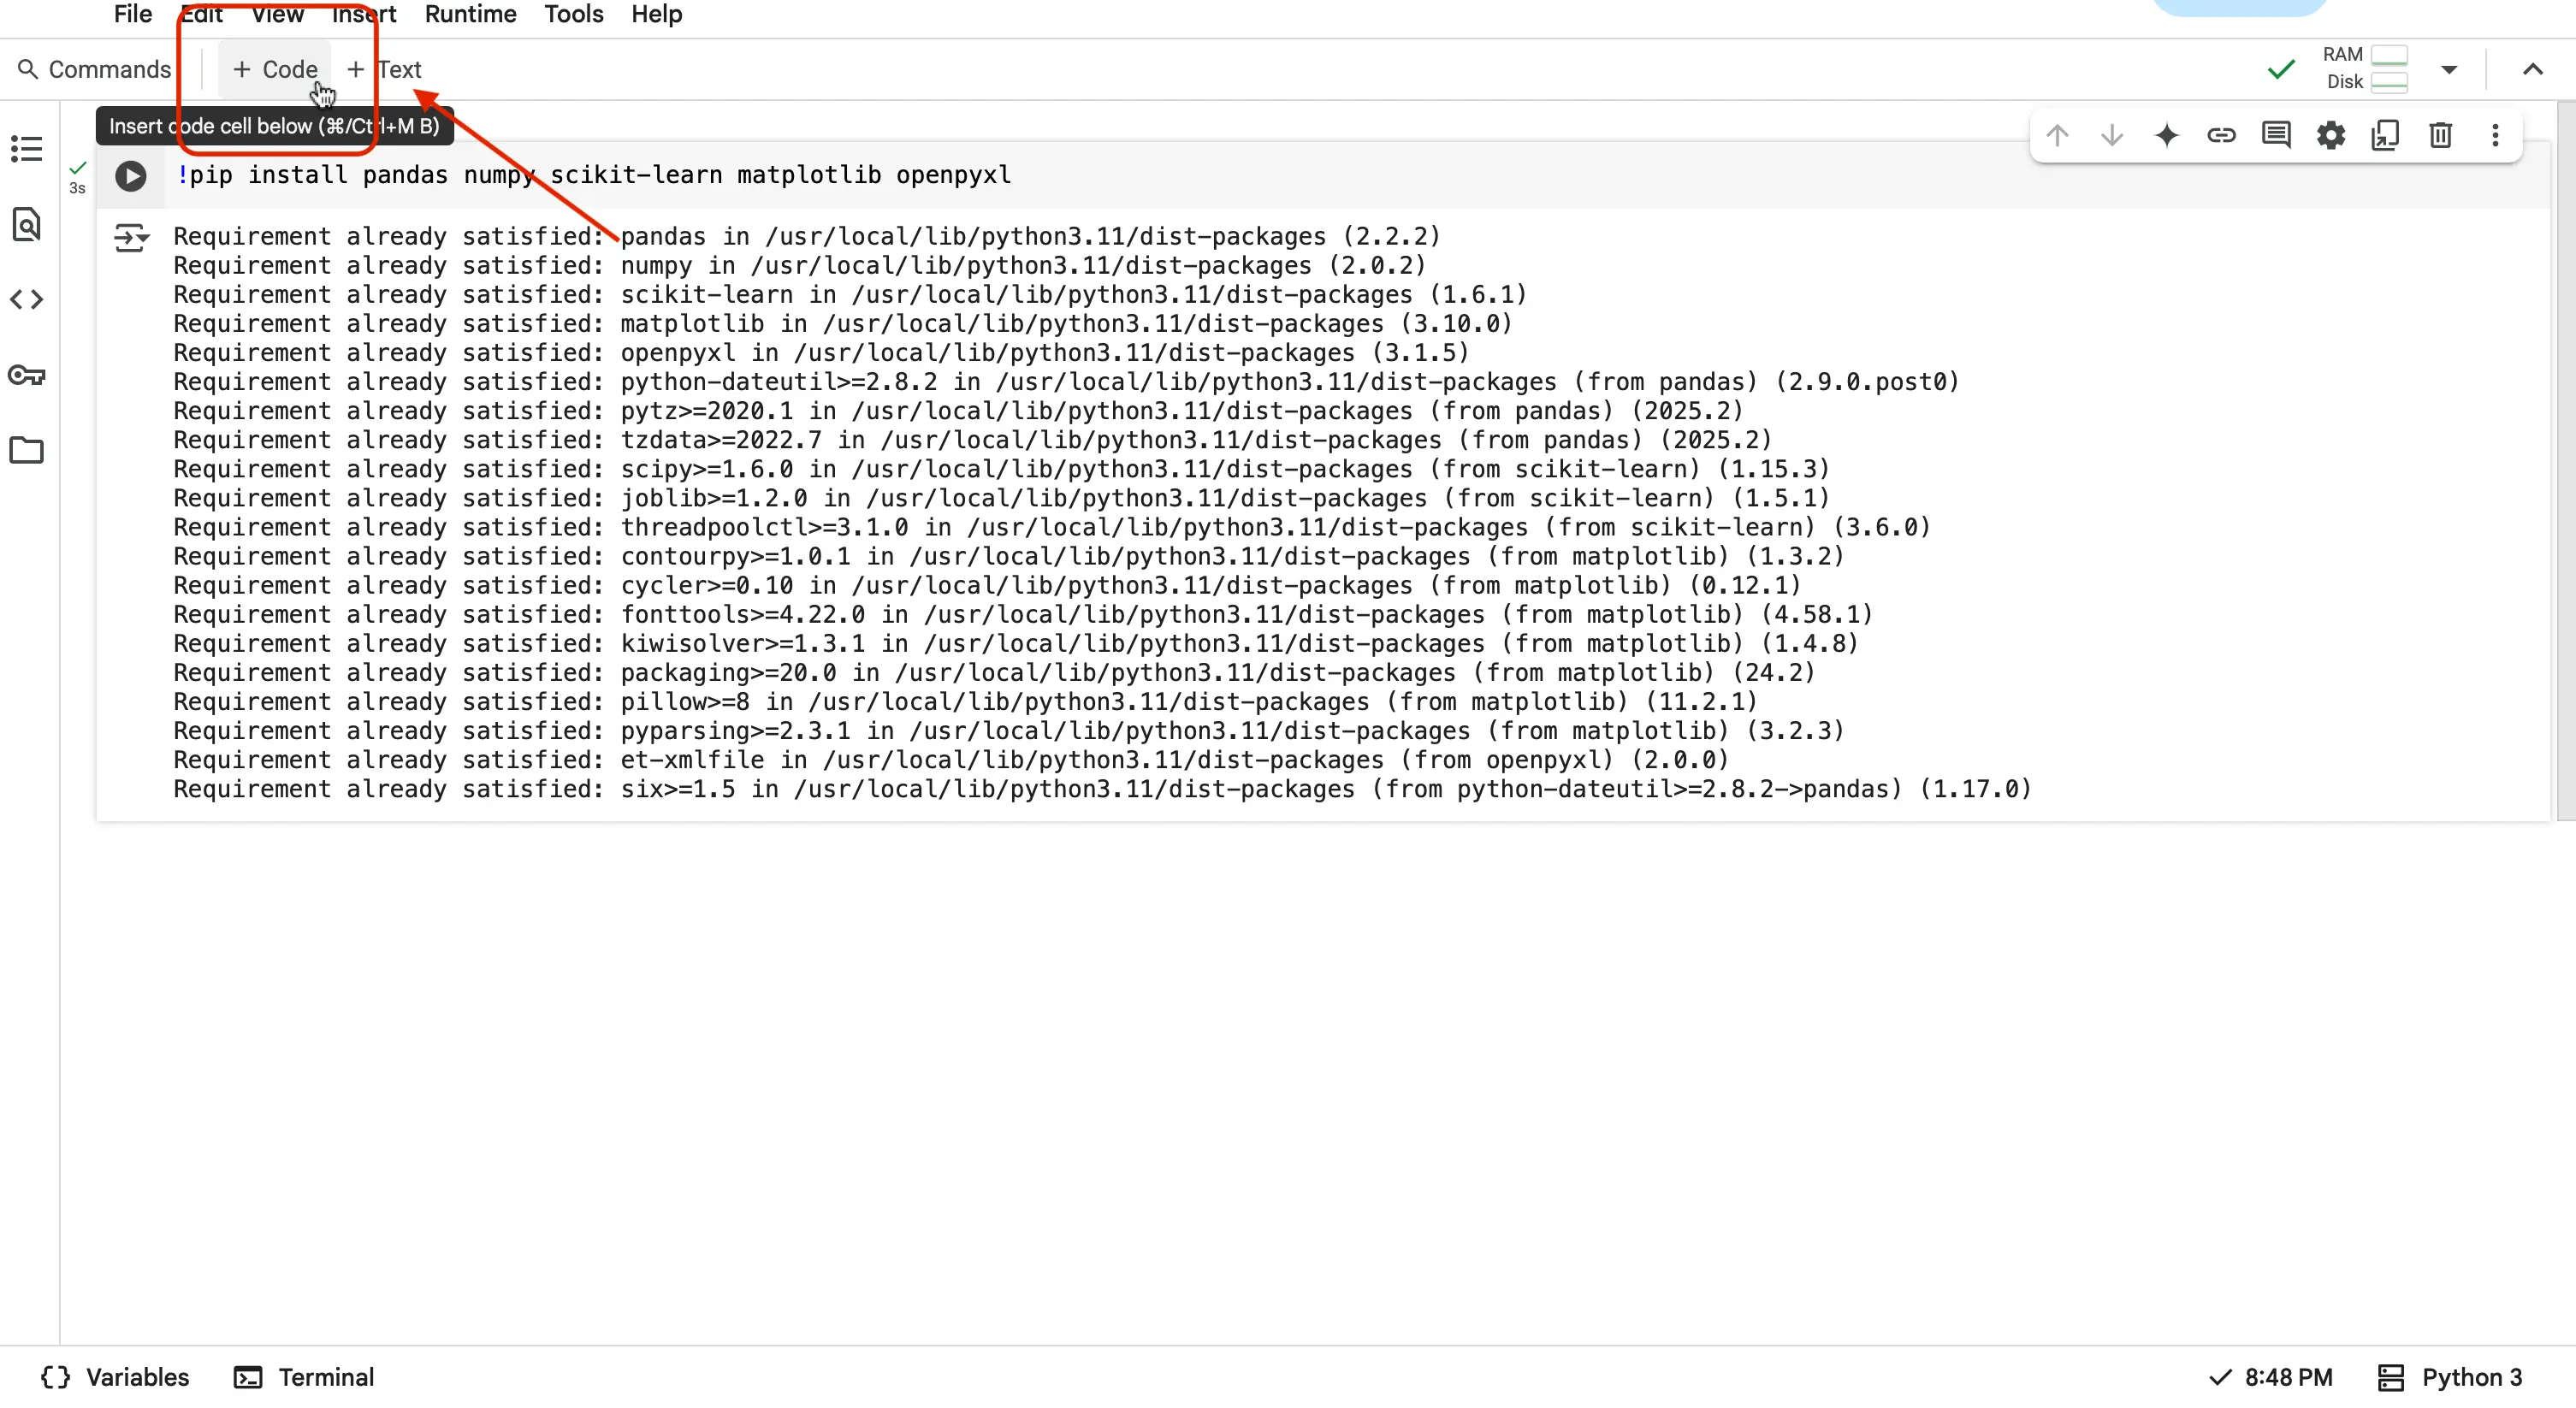 File Edit View Insert Runtime Tools Help
Commands + Code + Text
RAM
Disk
Insert code cell below (⌘/Ctrl+M B)
3s
!pip install pandas numpy scikit-learn matplotlib openpyxl
Requirement already satisfied: pandas in /usr/local/lib/python3.11/dist-packages (2.2.2)
Requirement already satisfied: numpy in /usr/local/lib/python3.11/dist-packages (2.0.2)
Requirement already satisfied: scikit-learn in /usr/local/lib/python3.11/dist-packages (1.6.1)
Requirement already satisfied: matplotlib in /usr/local/lib/python3.11/dist-packages (3.10.0)
Requirement already satisfied: openpyxl in /usr/local/lib/python3.11/dist-packages (3.1.5)
Requirement already satisfied: python-dateutil>=2.8.2 in /usr/local/lib/python3.11/dist-packages (from pandas) (2.9.0.post0)
Requirement already satisfied: pytz>=2020.1 in /usr/local/lib/python3.11/dist-packages (from pandas) (2025.2)
Requirement already satisfied: tzdata>=2022.7 in /usr/local/lib/python3.11/dist-packages (from pandas) (2025.2)
Requirement already satisfied: scipy>=1.6.0 in /usr/local/lib/python3.11/dist-packages (from scikit-learn) (1.15.3)
Requirement already satisfied: joblib>=1.2.0 in /usr/local/lib/python3.11/dist-packages (from scikit-learn) (1.5.1)
Requirement already satisfied: threadpoolctl>=3.1.0 in /usr/local/lib/python3.11/dist-packages (from scikit-learn) (3.6.0)
Requirement already satisfied: contourpy>=1.0.1 in /usr/local/lib/python3.11/dist-packages (from matplotlib) (1.3.2)
Requirement already satisfied: cycler>=0.10 in /usr/local/lib/python3.11/dist-packages (from matplotlib) (0.12.1)
Requirement already satisfied: fonttools>=4.22.0 in /usr/local/lib/python3.11/dist-packages (from matplotlib) (4.58.1)
Requirement already satisfied: kiwisolver>=1.3.1 in /usr/local/lib/python3.11/dist-packages (from matplotlib) (1.4.8)
Requirement already satisfied: packaging>=20.0 in /usr/local/lib/python3.11/dist-packages (from matplotlib) (24.2)
Requirement already satisfied: pillow>=8 in /usr/local/lib/python3.11/dist-packages (from matplotlib) (11.2.1)
Requirement already satisfied: pyparsing>=2.3.1 in /usr/local/lib/python3.11/dist-packages (from matplotlib) (3.2.3)
Requirement already satisfied: et-xmlfile in /usr/local/lib/python3.11/dist-packages (from openpyxl) (2.0.0)
Requirement already satisfied: six>=1.5 in /usr/local/lib/python3.11/dist-packages (from python-dateutil>=2.8.2->pandas) (1.17.0)
Variables Terminal 8:48 PM Python 3